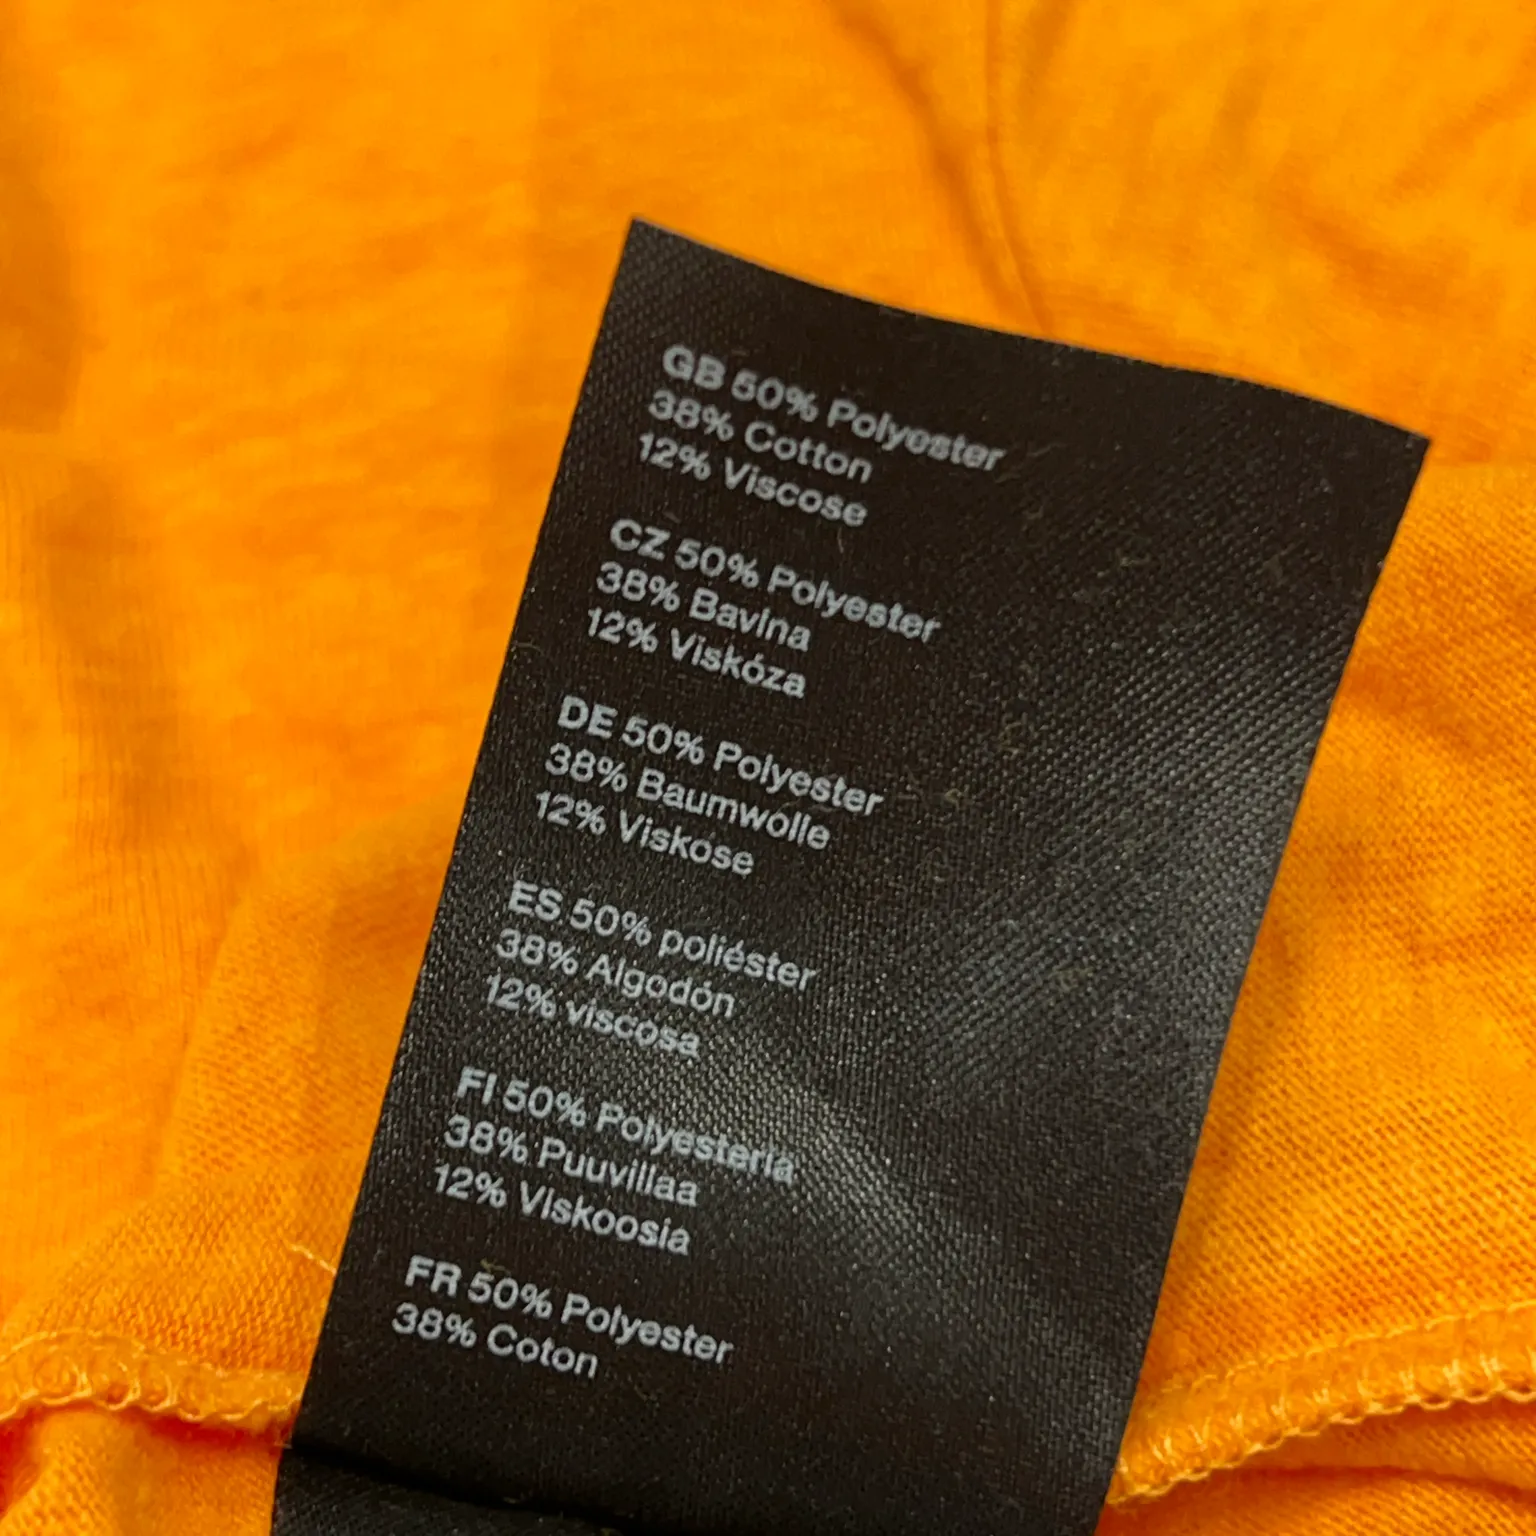 GB 50% Polyester
38% Cotton
12% Viscose
CZ 50% Polyester
38% Bavlna
12% Viskóza
DE 50% Polyester
38% Baumwolle
12% Viskose
ES 50% poliéster
38% Algodón
12% viscosa
FI 50% Polyesteria
38% Puuvillaa
12% Viskoosia
FR 50% Polyester
38% Coton